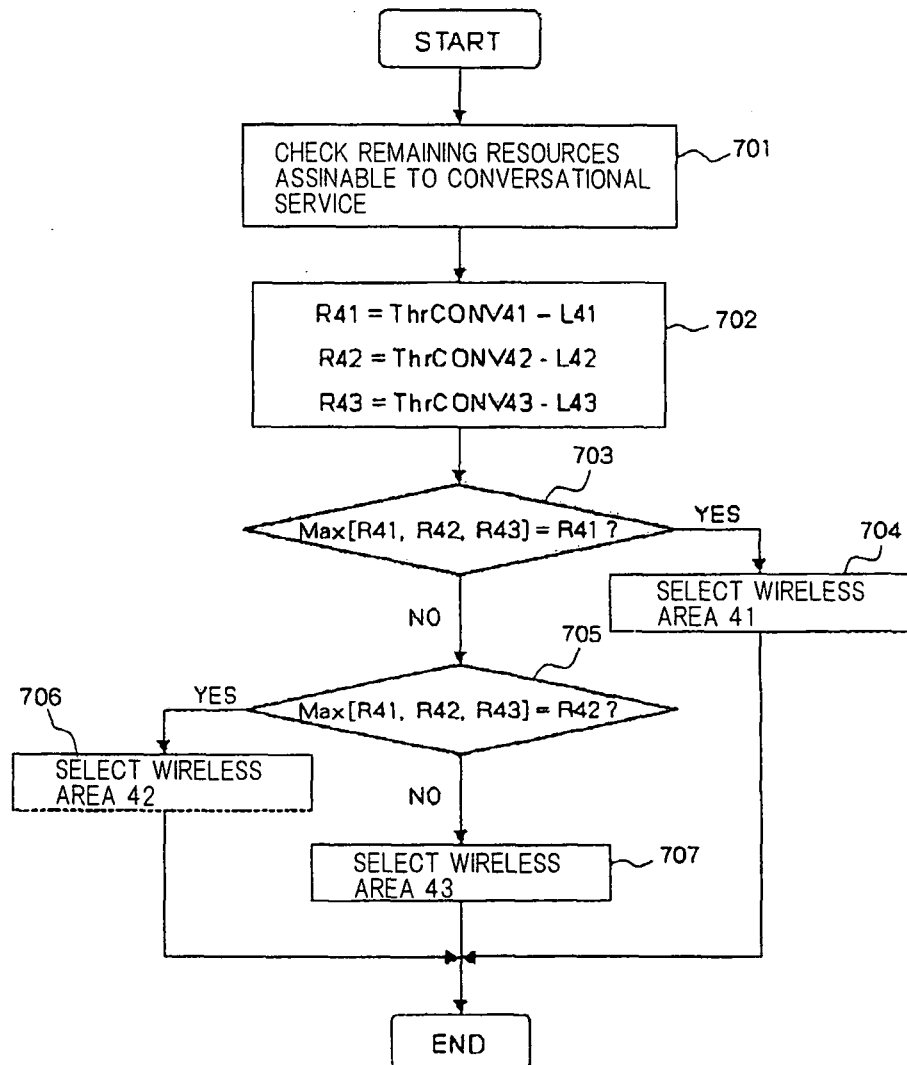 START
CHECK REMAINING RESOURCES
ASSINABLE TO CONVERSATIONAL
SERVICE
701
R41 = ThrCONV41 - L41
R42 = ThrCONV42 - L42
R43 = ThrCONV43 - L43
702
703
Max[R41, R42, R43] = R41 ?
YES
704
SELECT WIRELESS
AREA 41
NO
705
Max[R41, R42, R43] = R42 ?
YES
706
SELECT WIRELESS
AREA 42
NO
SELECT WIRELESS
AREA 43
707
END